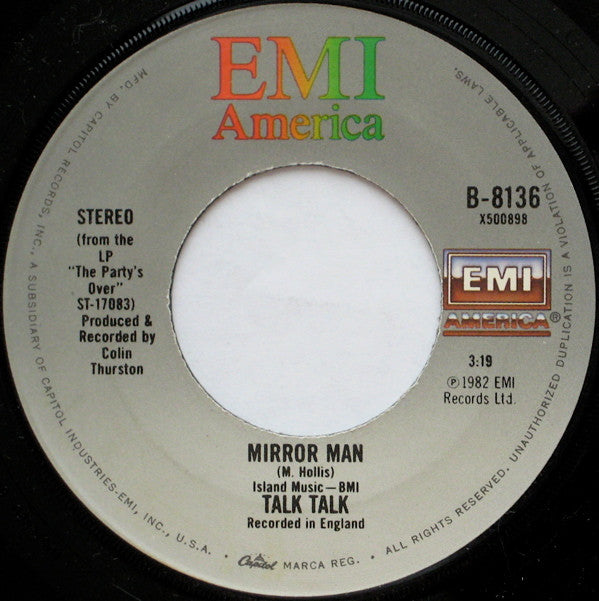 EMI
America
STEREO
(from the
LP
"The Party's
Over"
ST-17083)
Produced &
Recorded by
Colin
Thurston
B-8136
X500898
EMI
AMERICA®
3:19
℗1982 EMI
Records Ltd.
MIRROR MAN
(M. Hollis)
Island Music—BMI
TALK TALK
Recorded in England
MFD. BY CAPITOL RECORDS, INC., A SUBSIDIARY OF CAPITOL INDUSTRIES-EMI, INC., U.S.A. • Capitol MARCA REG. • ALL RIGHTS RESERVED. UNAUTHORIZED DUPLICATION IS A VIOLATION OF APPLICABLE LAWS.